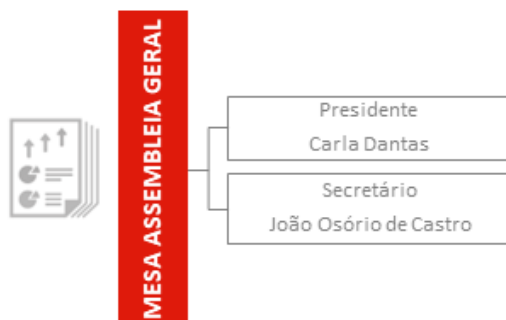 MESA ASSEMBLEIA GERAL
Presidente
Carla Dantas
Secretário
João Osório de Castro